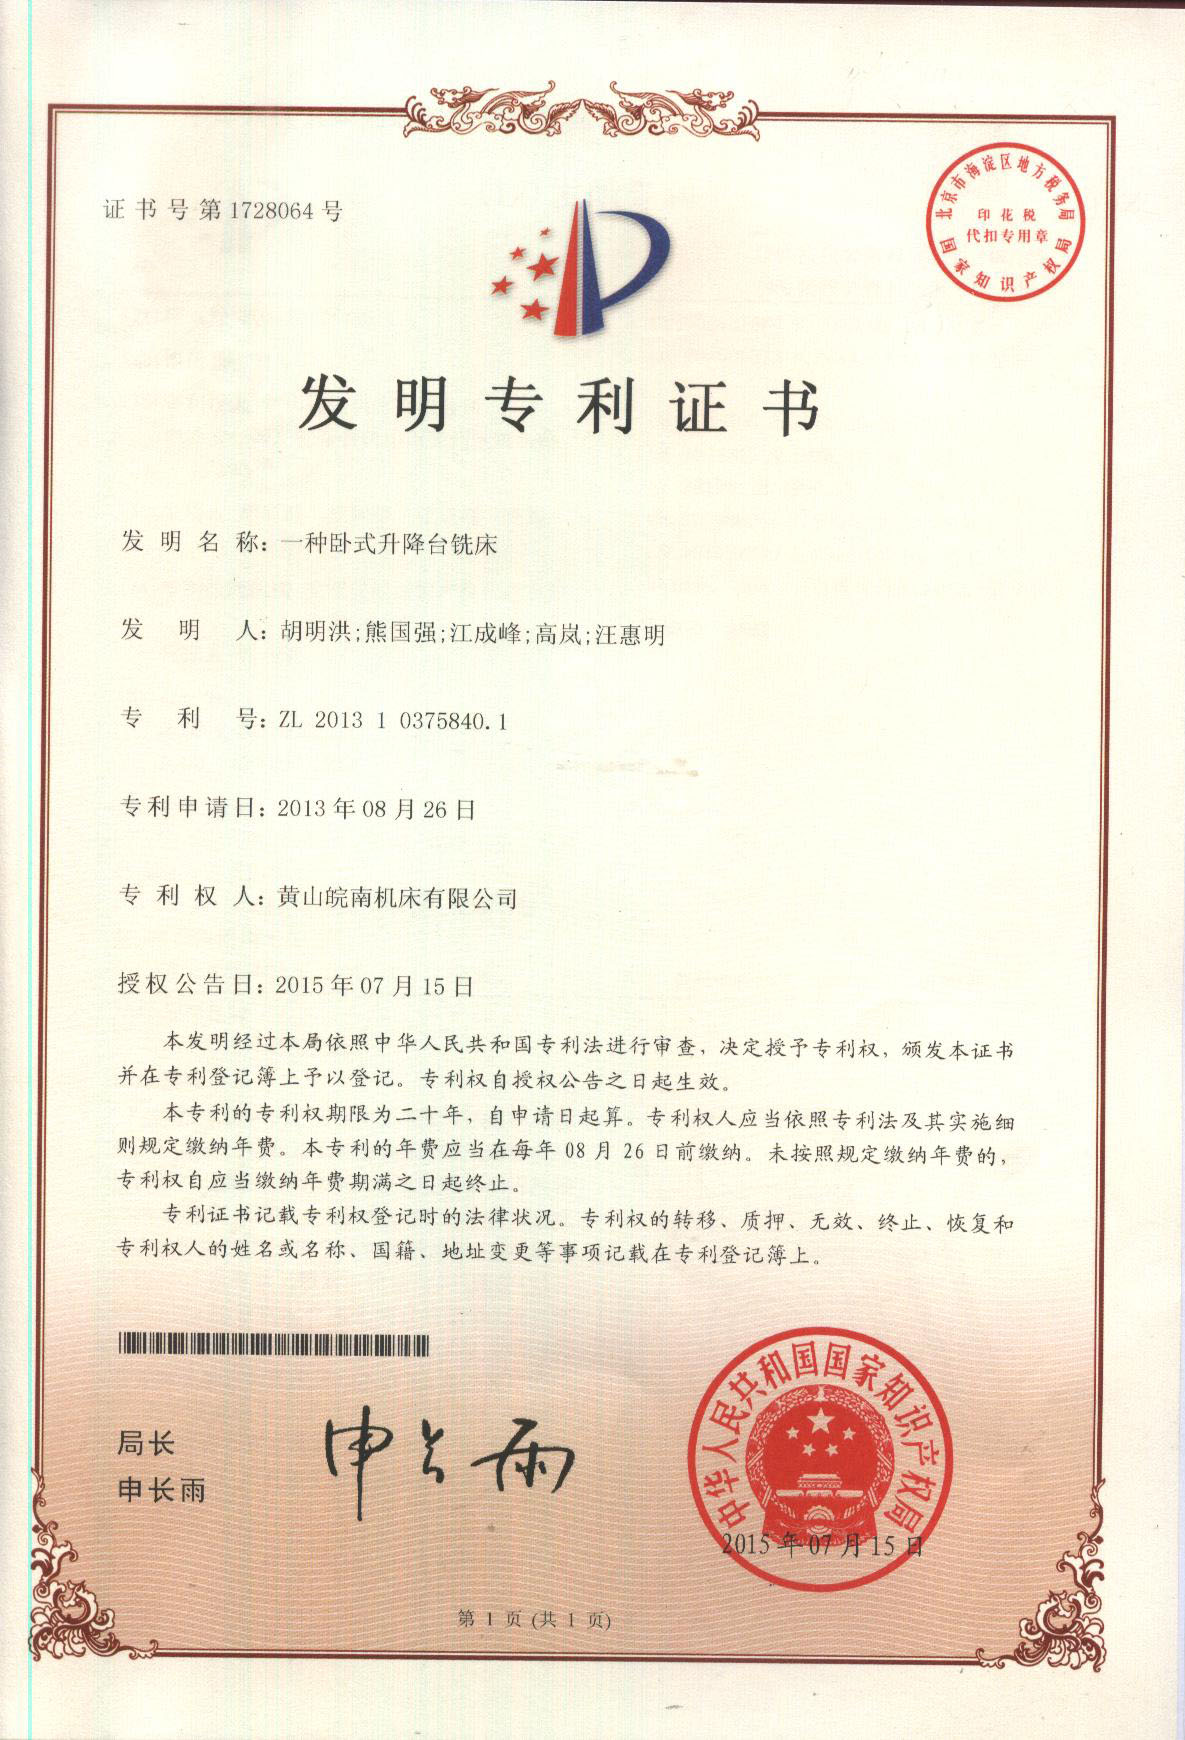 证书号第1728064号
北京市海淀区地方税务局
印花税
代扣专用章
国家知识产权局
发明专利证书
发明名称：一种卧式升降台铣床
发明人：胡明洪;熊国强;江成峰;高岚;汪惠明
专利号：ZL 2013 1 0375840.1
专利申请日：2013年08月26日
专利权人：黄山皖南机床有限公司
授权公告日：2015年07月15日
本发明经过本局依照中华人民共和国专利法进行审查，决定授予专利权，颁发本证书
并在专利登记簿上予以登记。专利权自授权公告之日起生效。
本专利的专利权期限为二十年，自申请日起算。专利权人应当依照专利法及其实施细
则规定缴纳年费。本专利的年费应当在每年08月26日前缴纳。未按照规定缴纳年费的，
专利权自应当缴纳年费期满之日起终止。
专利证书记载专利权登记时的法律状况。专利权的转移、质押、无效、终止、恢复和
专利权人的姓名或名称、国籍、地址变更等事项记载在专利登记簿上。
局长
申长雨
申长雨
中华人民共和国国家知识产权局
2015年07月15日
第1页(共1页)